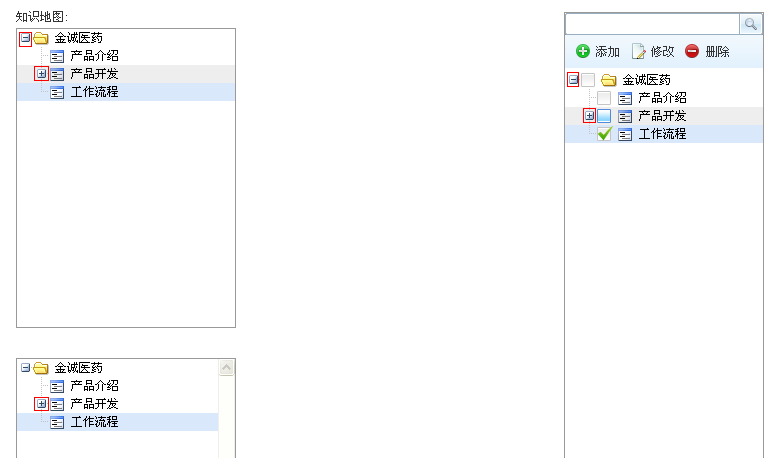 知识地图:
金诚医药
产品介绍
产品开发
工作流程
金诚医药
产品介绍
产品开发
工作流程
添加 修改 删除
金诚医药
产品介绍
产品开发
工作流程